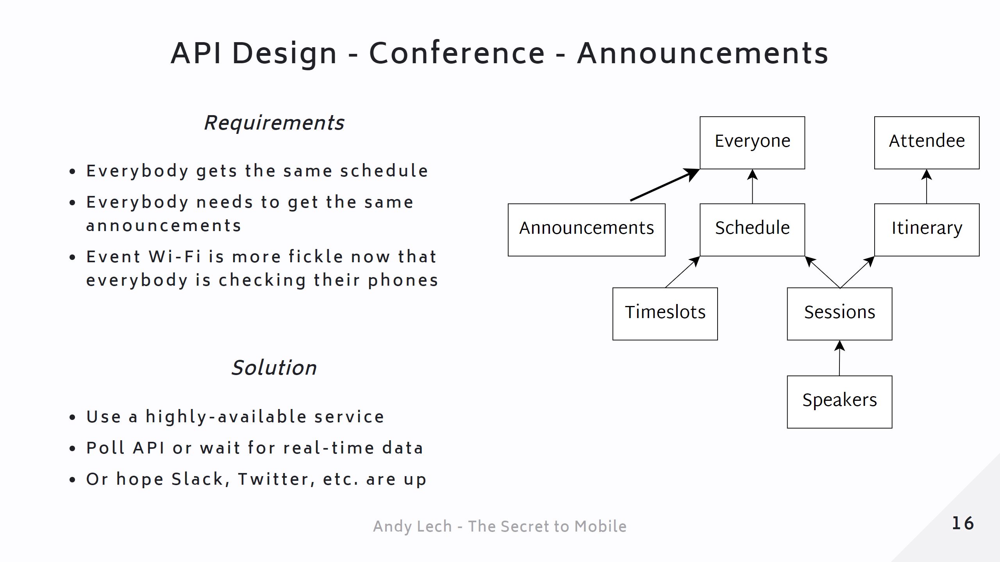 API Design - Conference - Announcements
Requirements
• Everybody gets the same schedule
• Everybody needs to get the same
announcements
• Event Wi-Fi is more fickle now that
everybody is checking their phones
Solution
• Use a highly-available service
• Poll API or wait for real-time data
• Or hope Slack, Twitter, etc. are up
Everyone
Attendee
Announcements
Schedule
Itinerary
Timeslots
Sessions
Speakers
Andy Lech - The Secret to Mobile
16